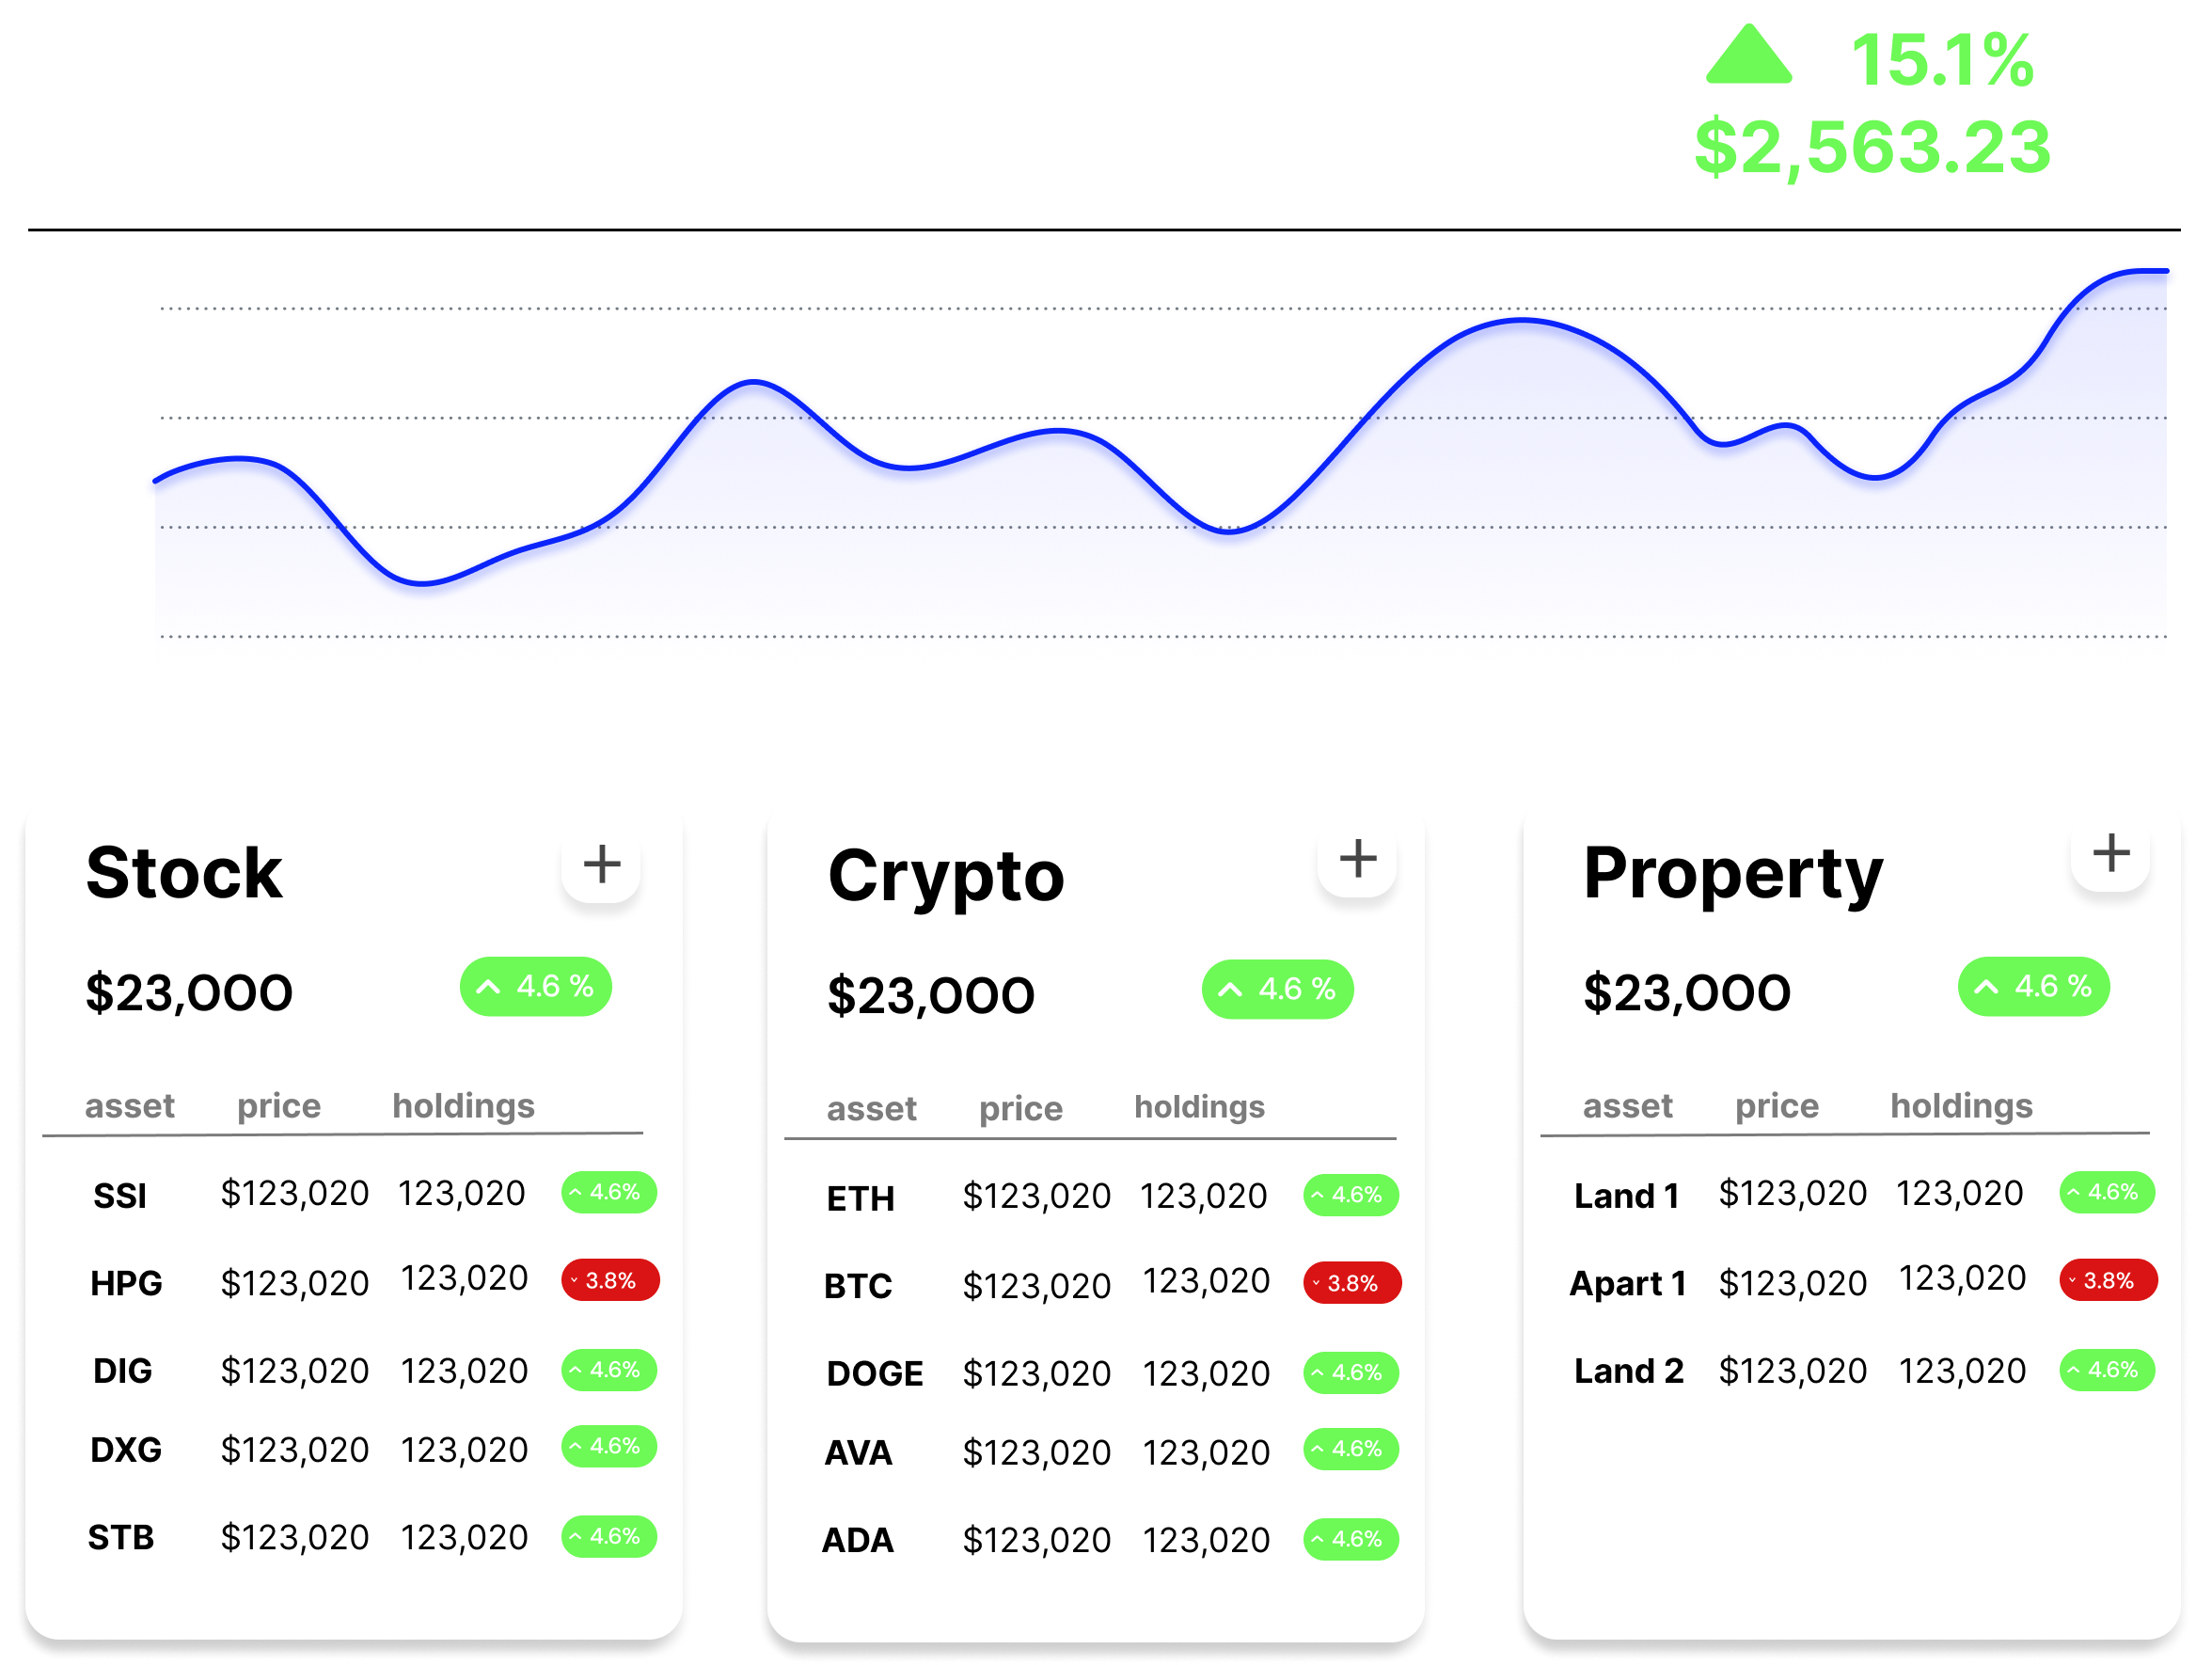 15.1%
$2,563.23
Stock
+
$23,000
4.6 %
asset price holdings
SSI $123,020 123,020 4.6%
HPG $123,020 123,020 3.8%
DIG $123,020 123,020 4.6%
DXG $123,020 123,020 4.6%
STB $123,020 123,020 4.6%
Crypto
+
$23,000
4.6 %
asset price holdings
ETH $123,020 123,020 4.6%
BTC $123,020 123,020 3.8%
DOGE $123,020 123,020 4.6%
AVA $123,020 123,020 4.6%
ADA $123,020 123,020 4.6%
Property
+
$23,000
4.6 %
asset price holdings
Land 1 $123,020 123,020 4.6%
Apart 1 $123,020 123,020 3.8%
Land 2 $123,020 123,020 4.6%